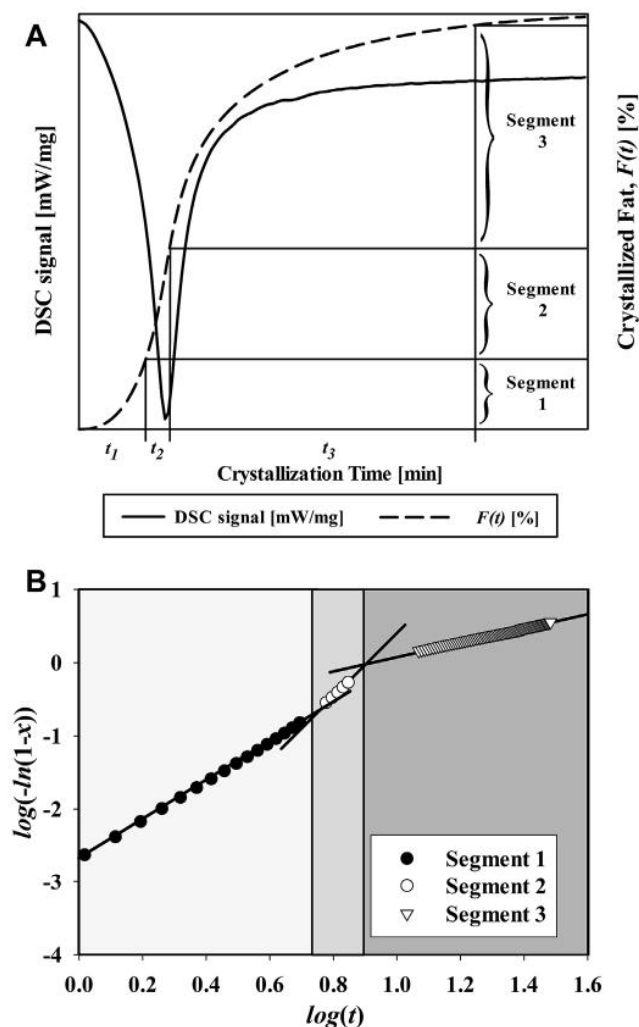 A
DSC signal [mW/mg]
Crystallized Fat, F(t) [%]
Segment
3
Segment
2
Segment
1
t1 t2 t3
Crystallization Time [min]
DSC signal [mW/mg] F(t) [%]
B
log(-ln(1-x))
1
0
-1
-2
-3
-4
Segment 1
Segment 2
Segment 3
0.0 0.2 0.4 0.6 0.8 1.0 1.2 1.4 1.6
log(t)